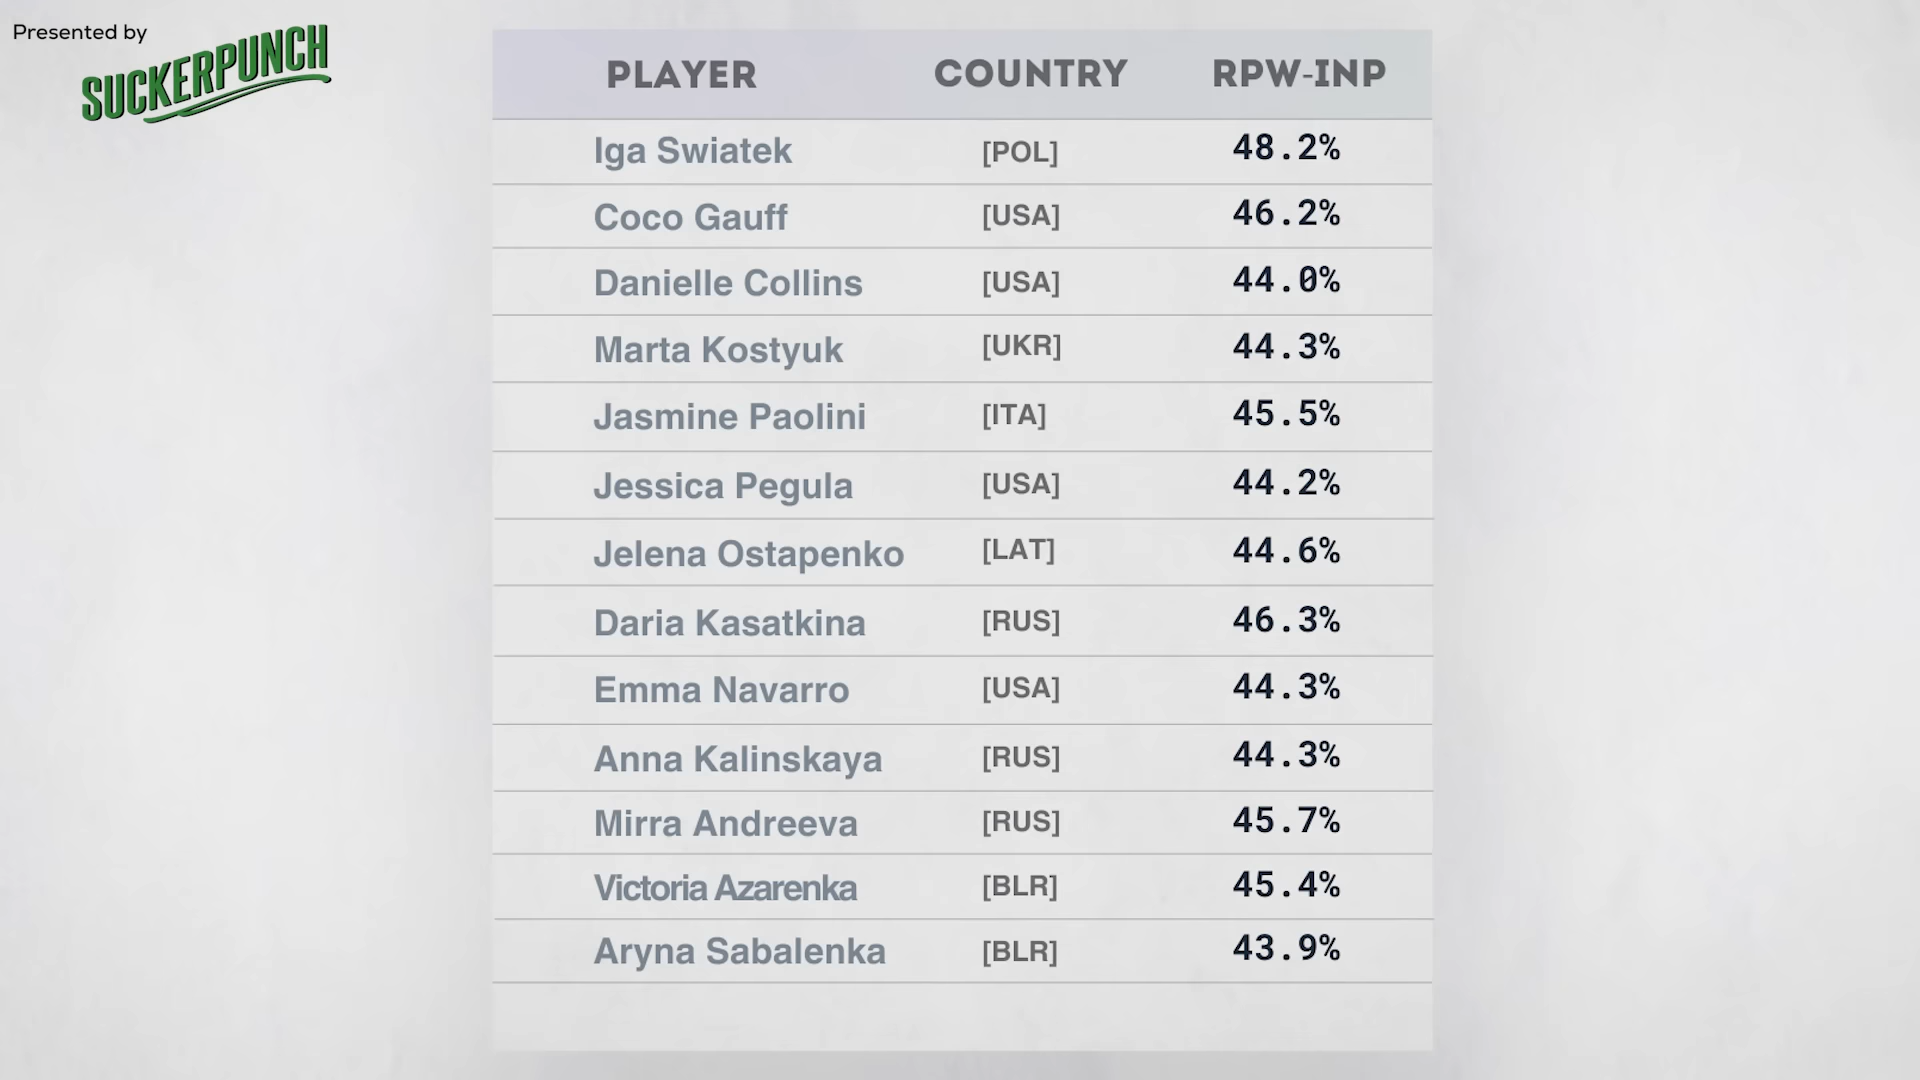 Presented by
SUCKERPUNCH
PLAYER COUNTRY RPW-INP
Iga Swiatek [POL] 48.2%
Coco Gauff [USA] 46.2%
Danielle Collins [USA] 44.0%
Marta Kostyuk [UKR] 44.3%
Jasmine Paolini [ITA] 45.5%
Jessica Pegula [USA] 44.2%
Jelena Ostapenko [LAT] 44.6%
Daria Kasatkina [RUS] 46.3%
Emma Navarro [USA] 44.3%
Anna Kalinskaya [RUS] 44.3%
Mirra Andreeva [RUS] 45.7%
Victoria Azarenka [BLR] 45.4%
Aryna Sabalenka [BLR] 43.9%